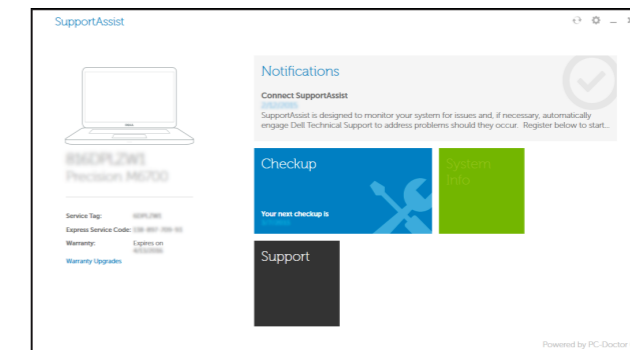 SupportAssist
Notifications
Connect SupportAssist
SupportAssist is designed to monitor your system for issues and, if necessary, automatically
engage Dell Technical Support to address problems should they occur. Register below to start...
Precision M6700
Checkup
System
Info
Your next checkup is
Service Tag:
Express Service Code:
Warranty: Expires on
Warranty Upgrades
Support
Powered by PC-Doctor